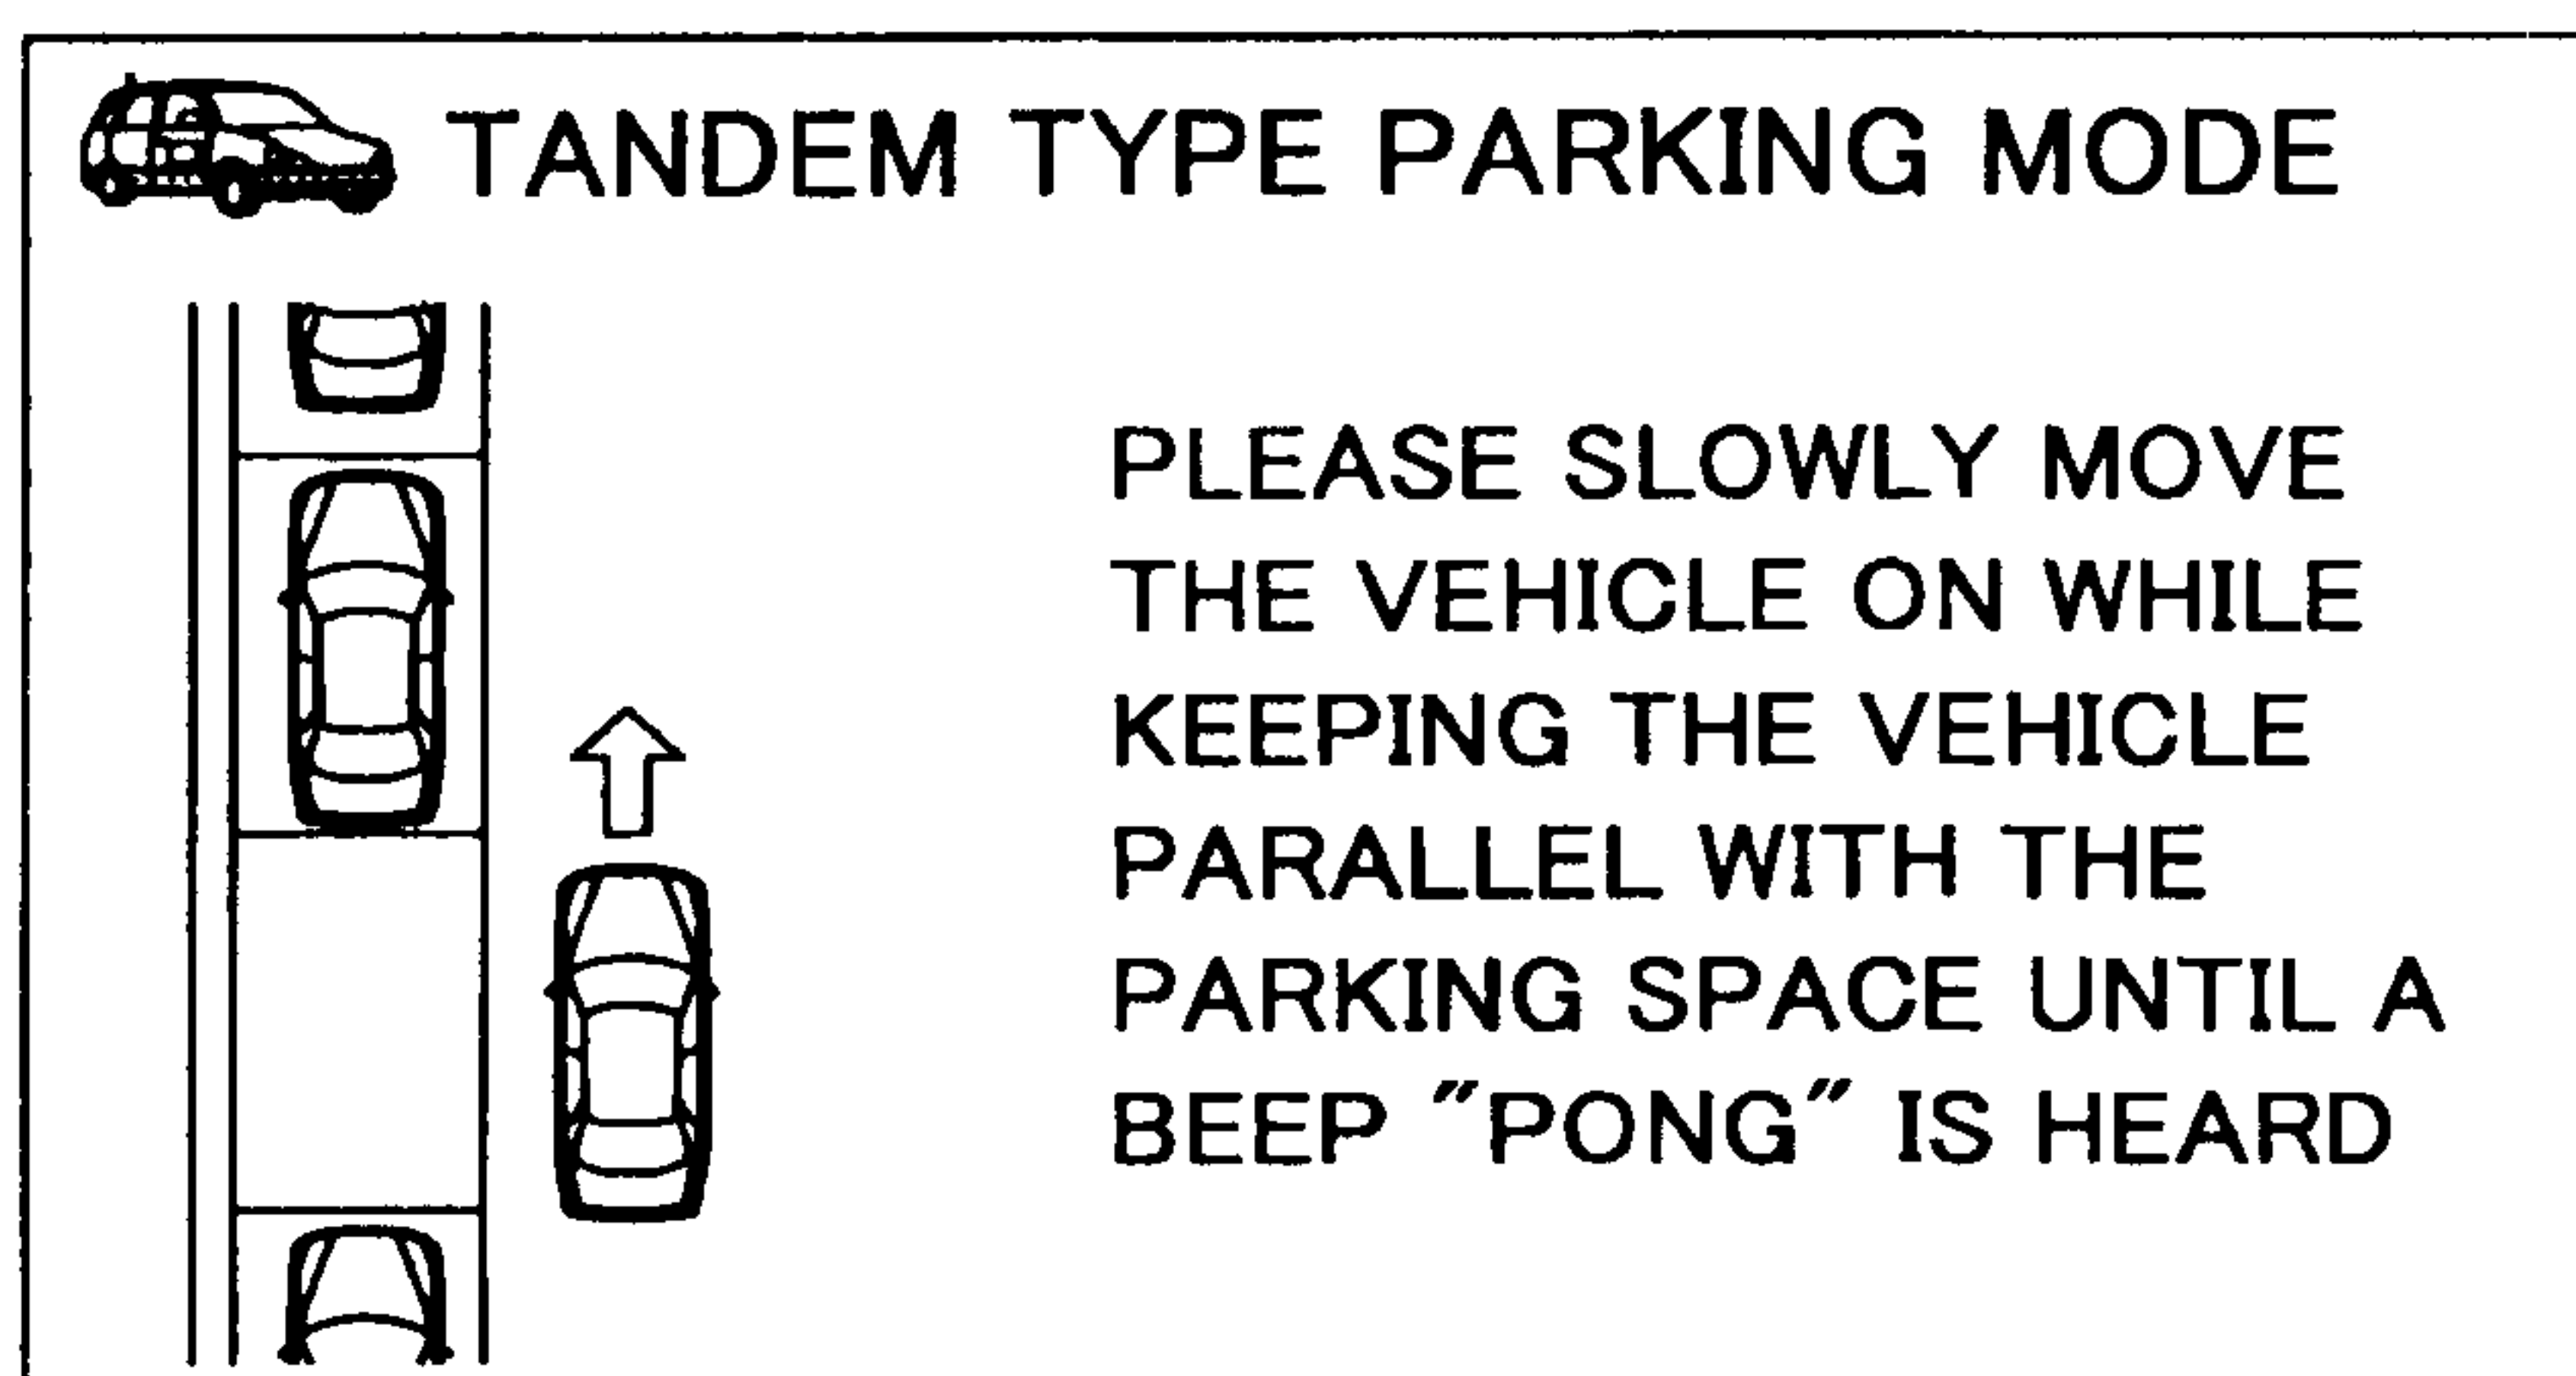 TANDEM TYPE PARKING MODE
PLEASE SLOWLY MOVE
THE VEHICLE ON WHILE
KEEPING THE VEHICLE
PARALLEL WITH THE
PARKING SPACE UNTIL A
BEEP "PONG" IS HEARD